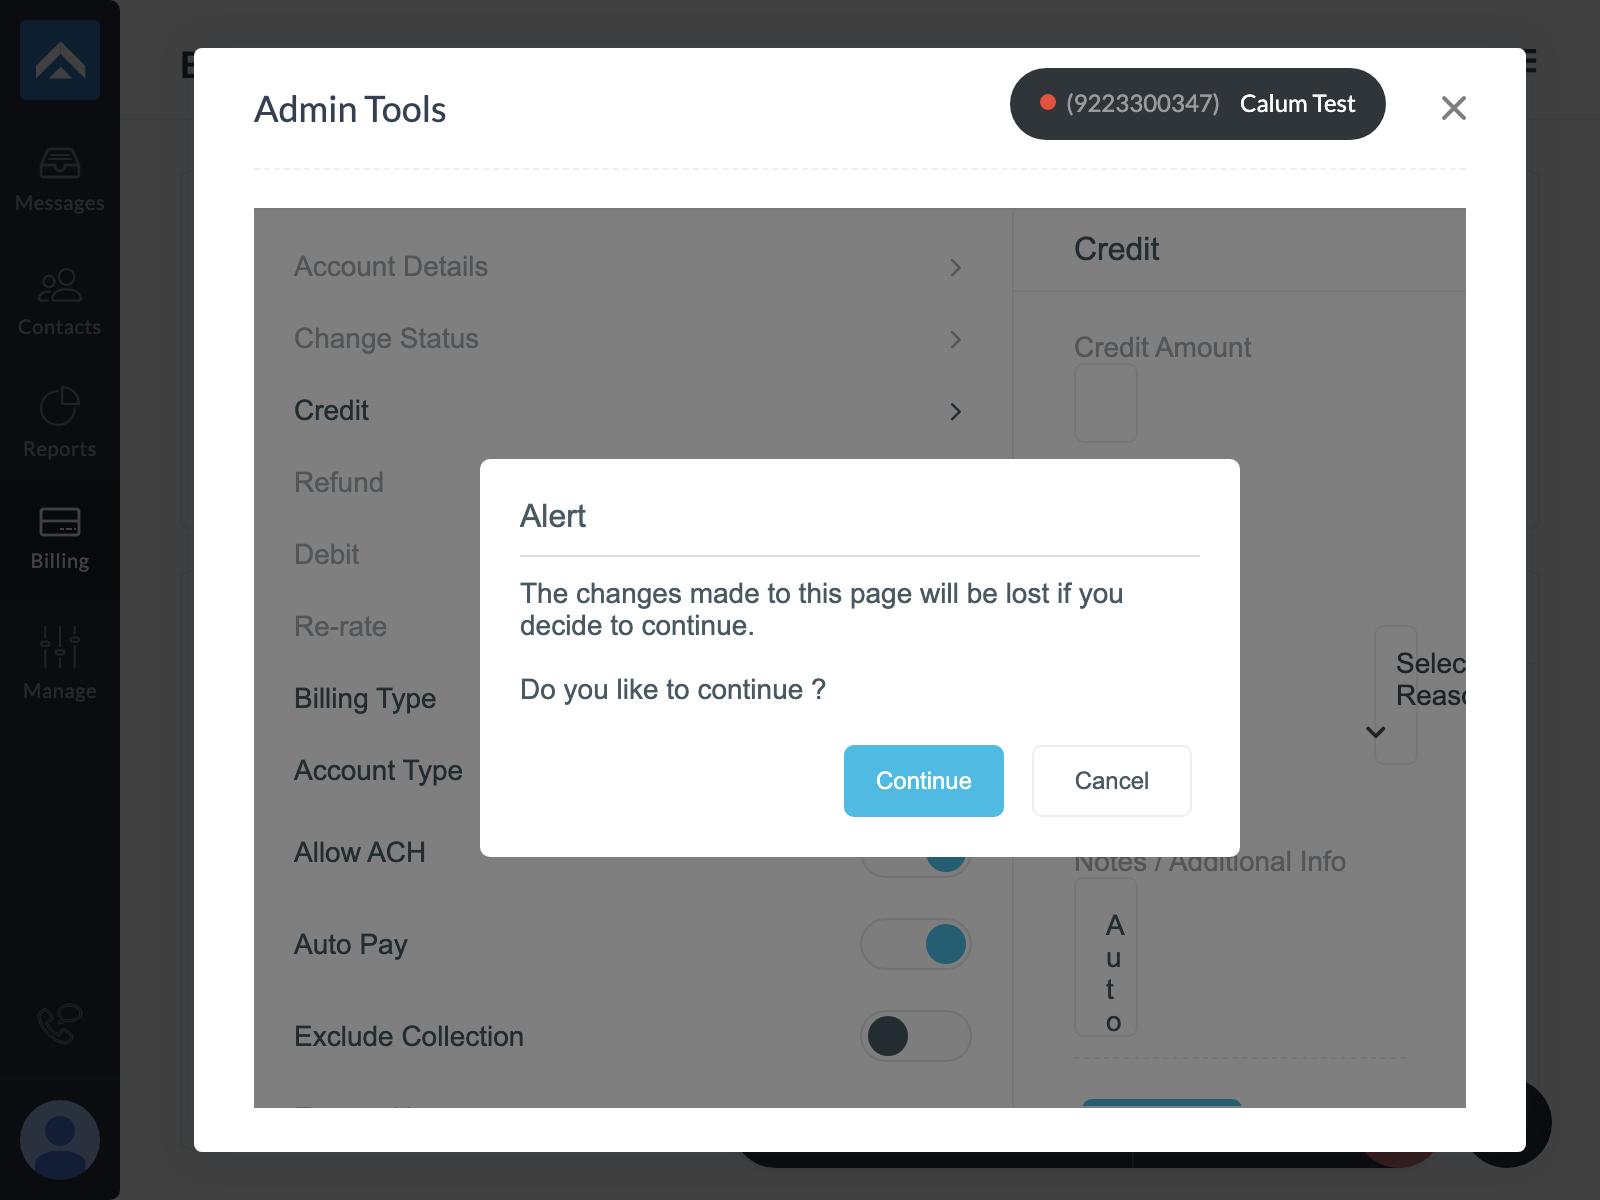 Messages
Contacts
Reports
Billing
Manage
Admin Tools
(9223300347) Calum Test
Account Details
Change Status
Credit
Refund
Debit
Re-rate
Billing Type
Account Type
Allow ACH
Auto Pay
Exclude Collection
Credit
Credit Amount
Selec
Reaso
Notes / Additional Info
A
u
t
o
Alert
The changes made to this page will be lost if you
decide to continue.
Do you like to continue ?
Continue
Cancel